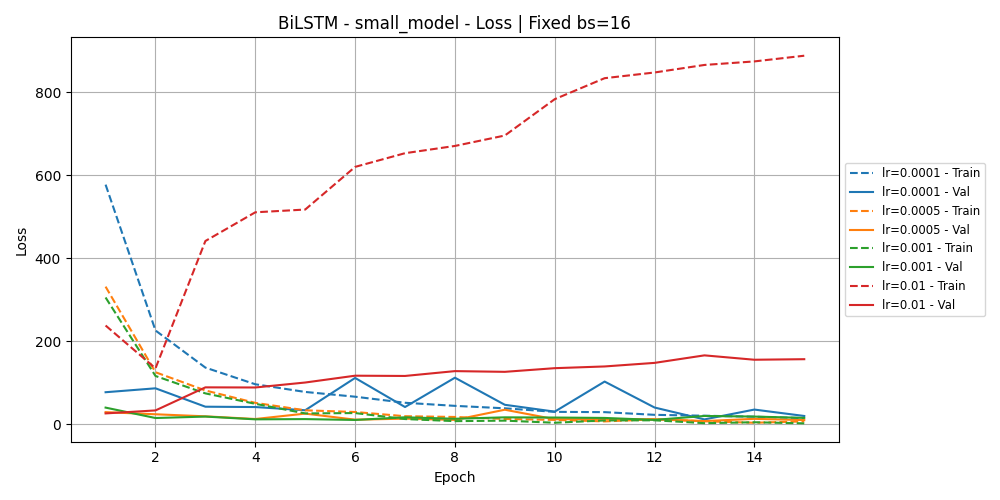 BiLSTM - small_model - Loss | Fixed bs=16
Loss
800
600
400
200
0
2
4
6
8
10
12
14
Epoch
lr=0.0001 - Train
lr=0.0001 - Val
lr=0.0005 - Train
lr=0.0005 - Val
lr=0.001 - Train
lr=0.001 - Val
lr=0.01 - Train
lr=0.01 - Val